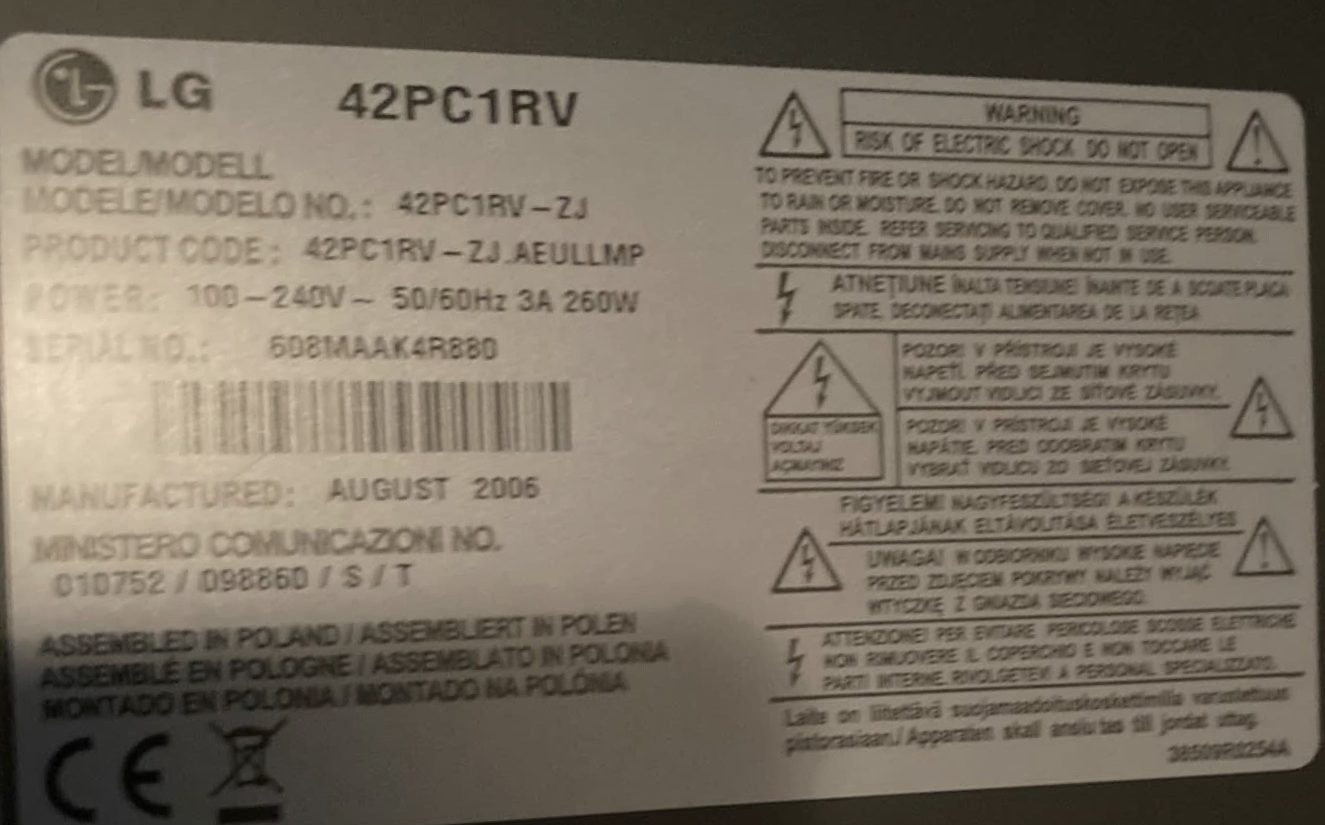 LG 42PC1RV
MODEL/MODELL
MODELE/MODELO NO.: 42PC1RV-ZJ
PRODUCT CODE: 42PC1RV-ZJ.AEULLMP
POWER: 100-240V~ 50/60Hz 3A 260W
SERIAL NO.: 608MAAK4R880
MANUFACTURED: AUGUST 2006
MINISTERO COMUNICAZIONI NO.
010752 / 098860 / S / T
ASSEMBLED IN POLAND / ASSEMBLIERT IN POLEN
ASSEMBLÉ EN POLOGNE / ASSEMBLATO IN POLONIA
MONTADO EN POLONIA / MONTADO NA POLÓNIA
CE
WARNING
RISK OF ELECTRIC SHOCK DO NOT OPEN
TO PREVENT FIRE OR SHOCK HAZARD, DO NOT EXPOSE THIS APPLIANCE
TO RAIN OR MOISTURE. DO NOT REMOVE COVER. NO USER SERVICEABLE
PARTS INSIDE. REFER SERVICING TO QUALIFIED SERVICE PERSON.
DISCONNECT FROM MAINS SUPPLY WHEN NOT IN USE.
ATNEȚIUNE ÎNALTA TENSIUNE! ÎNAINTE DE A SCOATE PLACA
SPATE, DECONECTAȚI ALIMENTAREA DE LA REȚEA
DIKKAT YÜKSEK
VOLTAJ
AÇMAYINIZ
POZOR! V PŘÍSTROJI JE VYSOKÉ
NAPĚTÍ. PŘED SEJMUTIM KRYTU
VYJMOUT VIDLICI ZE SÍŤOVÉ ZÁSUVKY.
POZOR! V PRÍSTROJI JE VYSOKÉ
NAPÄTIE, PRED ODOBRATIM KRYTU
VYBRAŤ VIDLICU ZO SIEŤOVEJ ZÁSUVKY.
FIGYELEM! NAGYFESZÜLTSÉG! A KÉSZÜLÉK
HÁTLAPJÁNAK ELTÁVOLITÁSA ÉLETVESZÉLYES
UWAGA! W ODBIORNIKU WYSOKIE NAPIĘCIE
PRZED ZDJĘCIEM POKRYWY NALEŻY WYJĄĆ
WTYCZKĘ Z GNIAZDA SIECIOWEGO.
ATTENZIONE! PER EVITARE PERICOLOSE SCOSSE ELETTRICHE
NON RIMUOVERE IL COPERCHIO E NON TOCCARE LE
PARTI INTERNE. RIVOLGETEVI A PERSONAL SPECIALIZZATO.
Laite on liitettävä suojamaadoituskoskettimilla varustettuun
pistorasiaan./ Apparaten skall anslutas till jordat uttag.
38509R0254A